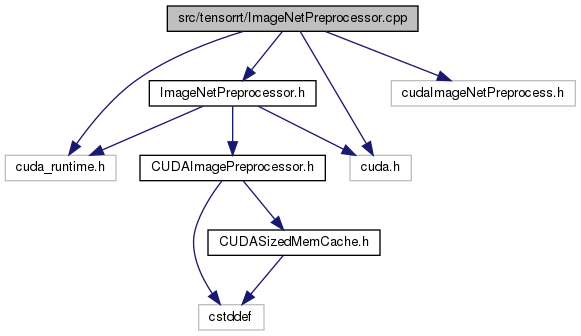 src/tensorrt/ImageNetPreprocessor.cpp
ImageNetPreprocessor.h
cudaImageNetPreprocess.h
cuda_runtime.h
CUDAImagePreprocessor.h
cuda.h
CUDASizedMemCache.h
cstddef